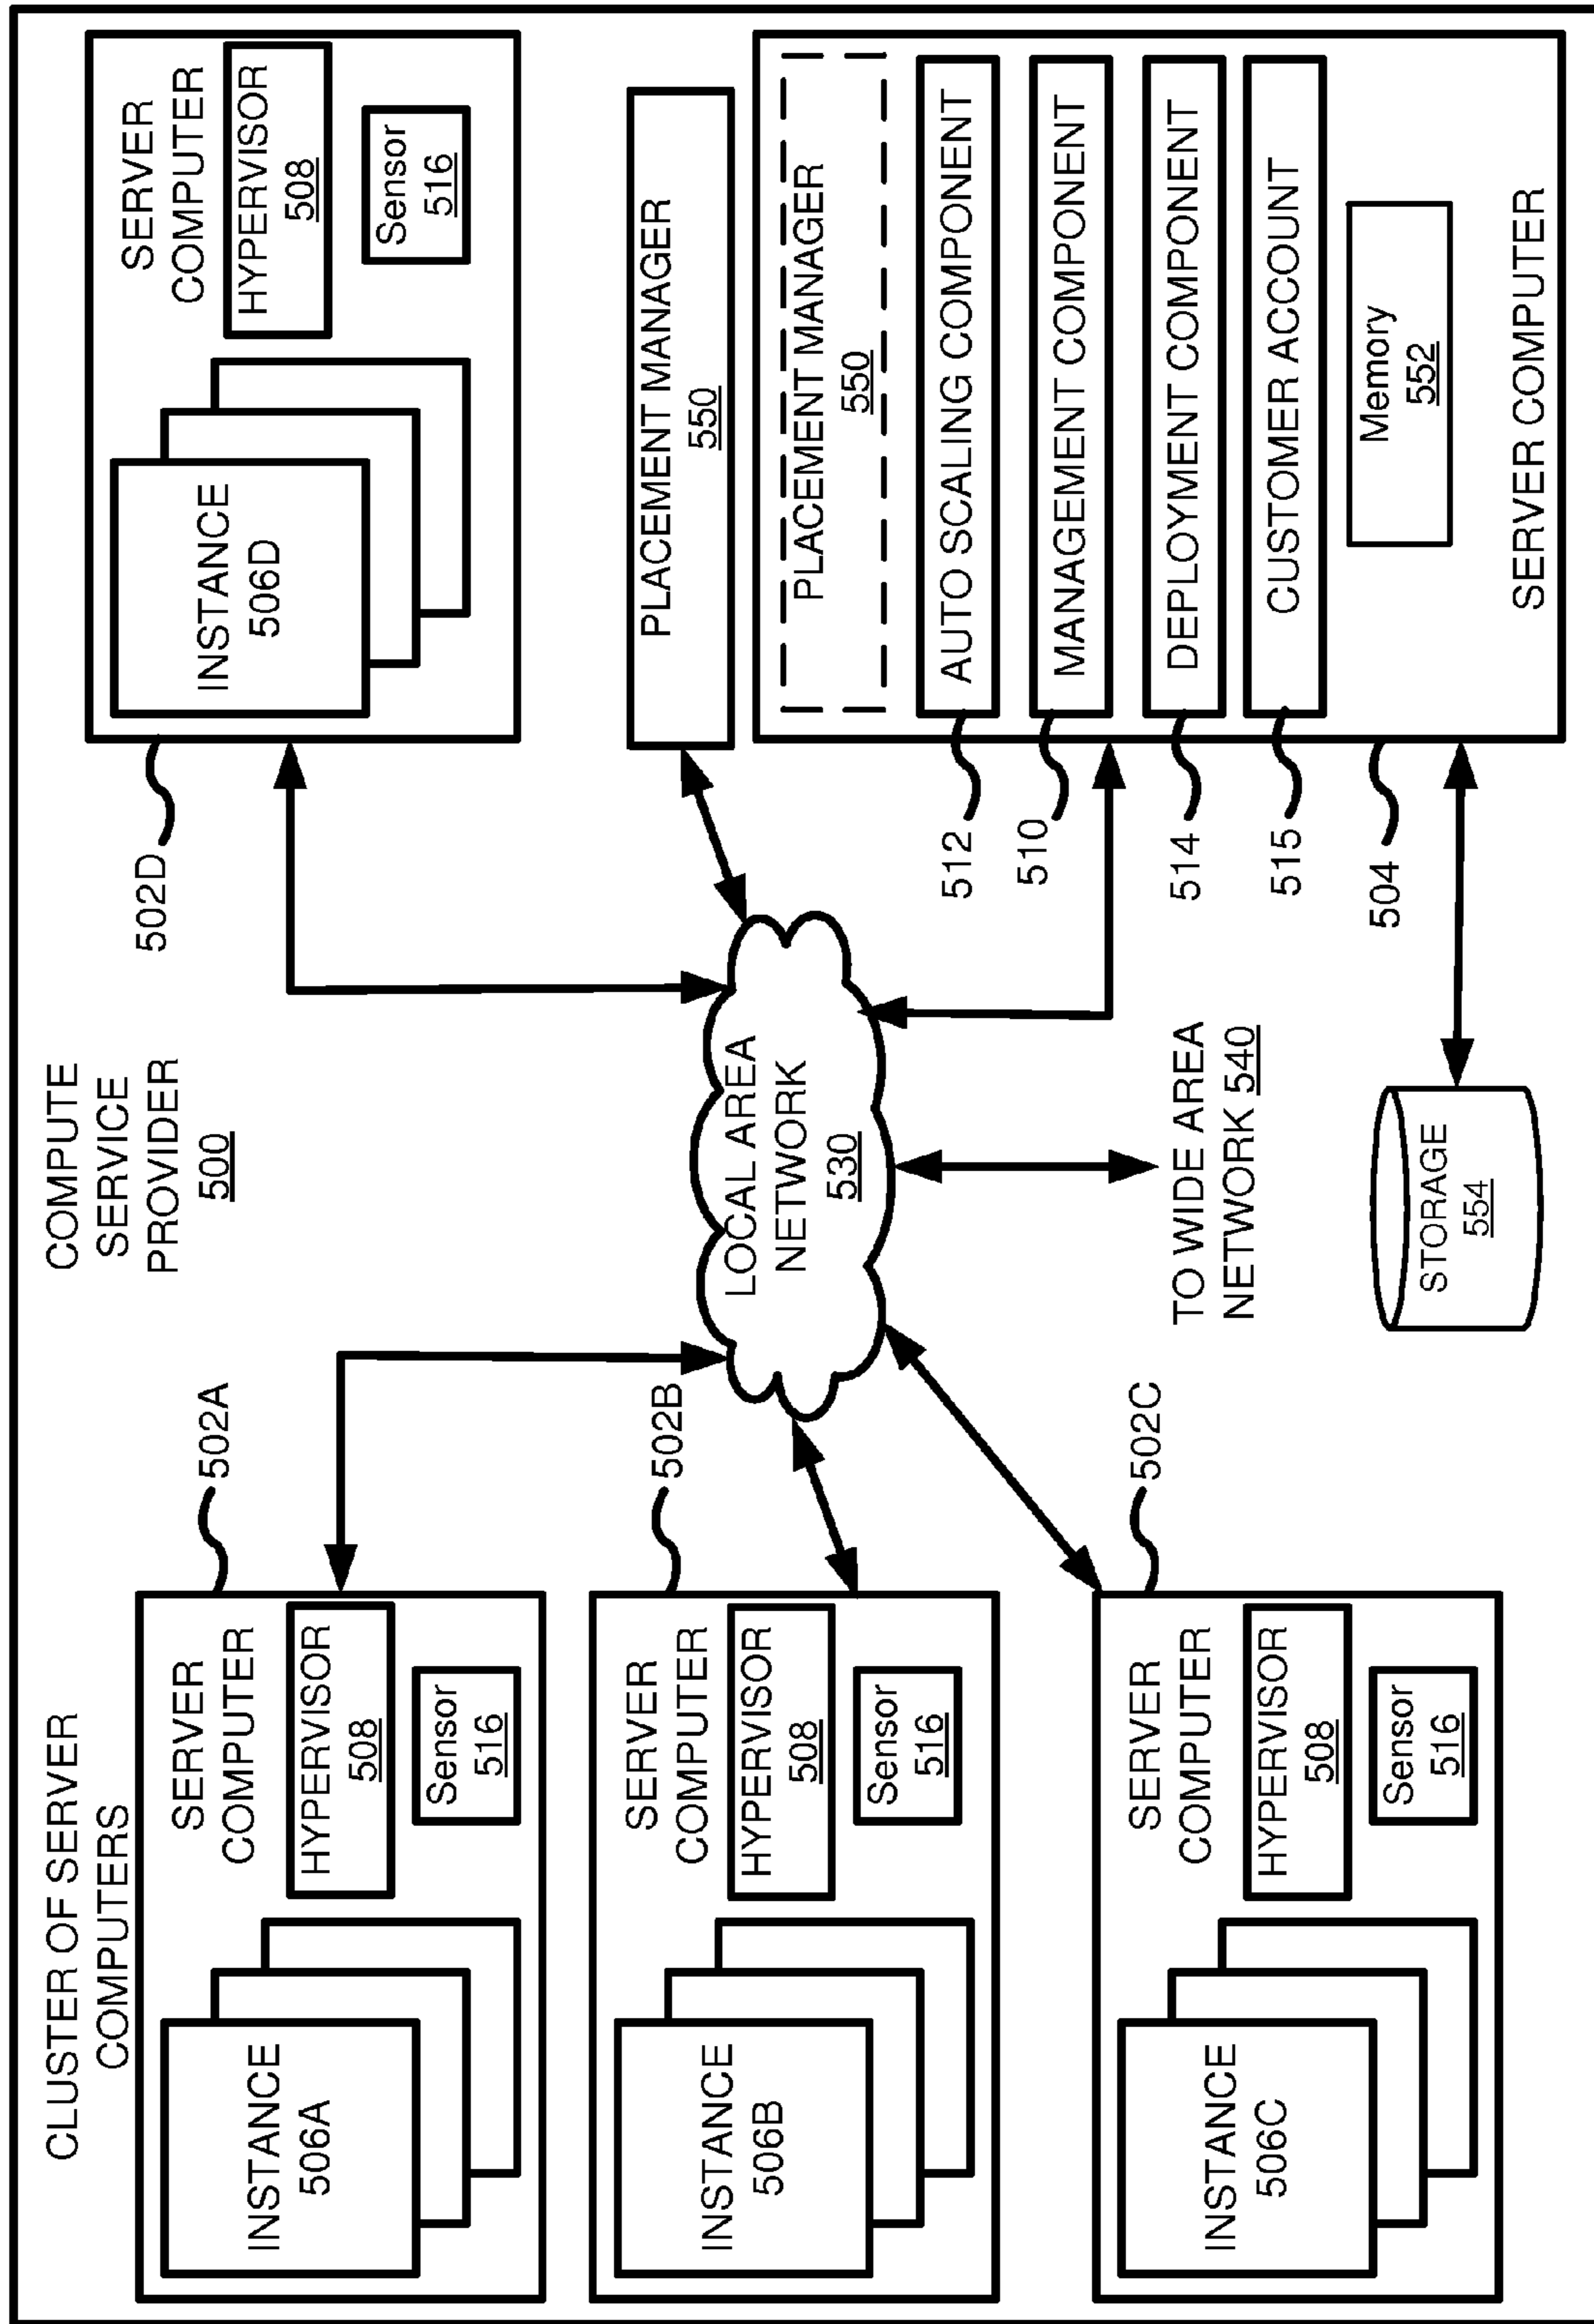 CLUSTER OF SERVER
COMPUTERS
502A
SERVER
COMPUTER
HYPERVISOR
508
Sensor
516
INSTANCE
506A
502B
SERVER
COMPUTER
HYPERVISOR
508
Sensor
516
INSTANCE
506B
502C
SERVER
COMPUTER
HYPERVISOR
508
Sensor
516
INSTANCE
506C
COMPUTE
SERVICE
PROVIDER
500
LOCAL AREA
NETWORK
530
TO WIDE AREA
NETWORK 540
STORAGE
554
502D
SERVER
COMPUTER
HYPERVISOR
508
Sensor
516
INSTANCE
506D
PLACEMENT MANAGER
550
PLACEMENT MANAGER
550
512
AUTO SCALING COMPONENT
510
MANAGEMENT COMPONENT
514
DEPLOYMENT COMPONENT
515
CUSTOMER ACCOUNT
504
Memory
552
SERVER COMPUTER